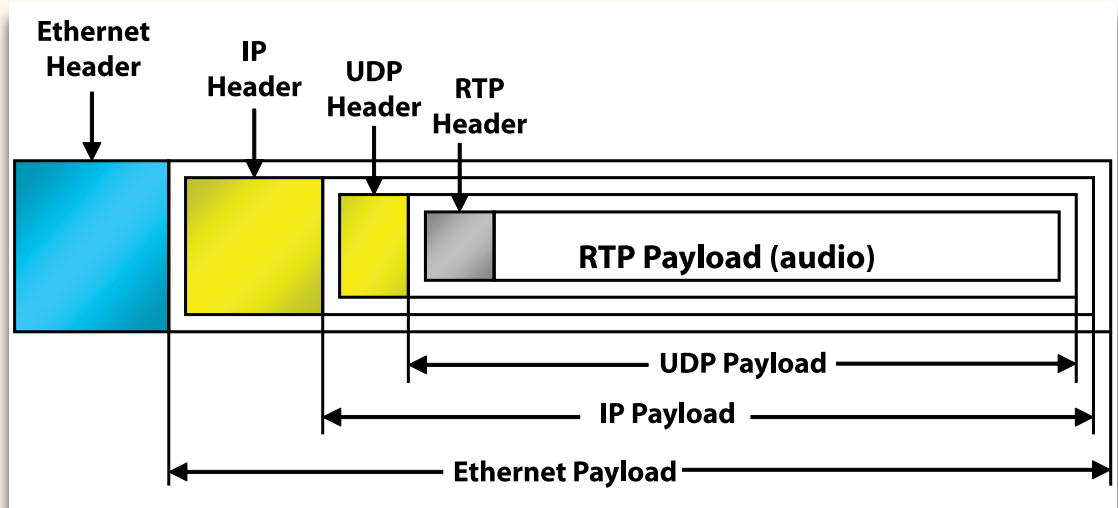 Ethernet
Header
IP
Header
UDP
Header
RTP
Header
RTP Payload (audio)
UDP Payload
IP Payload
Ethernet Payload